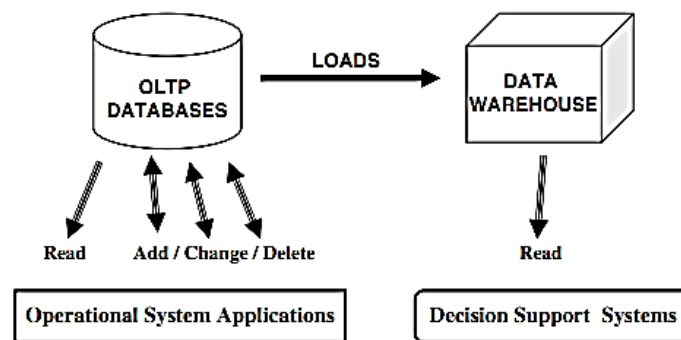 OLTP
DATABASES
LOADS
DATA
WAREHOUSE
Read
Add / Change / Delete
Read
Operational System Applications
Decision Support Systems